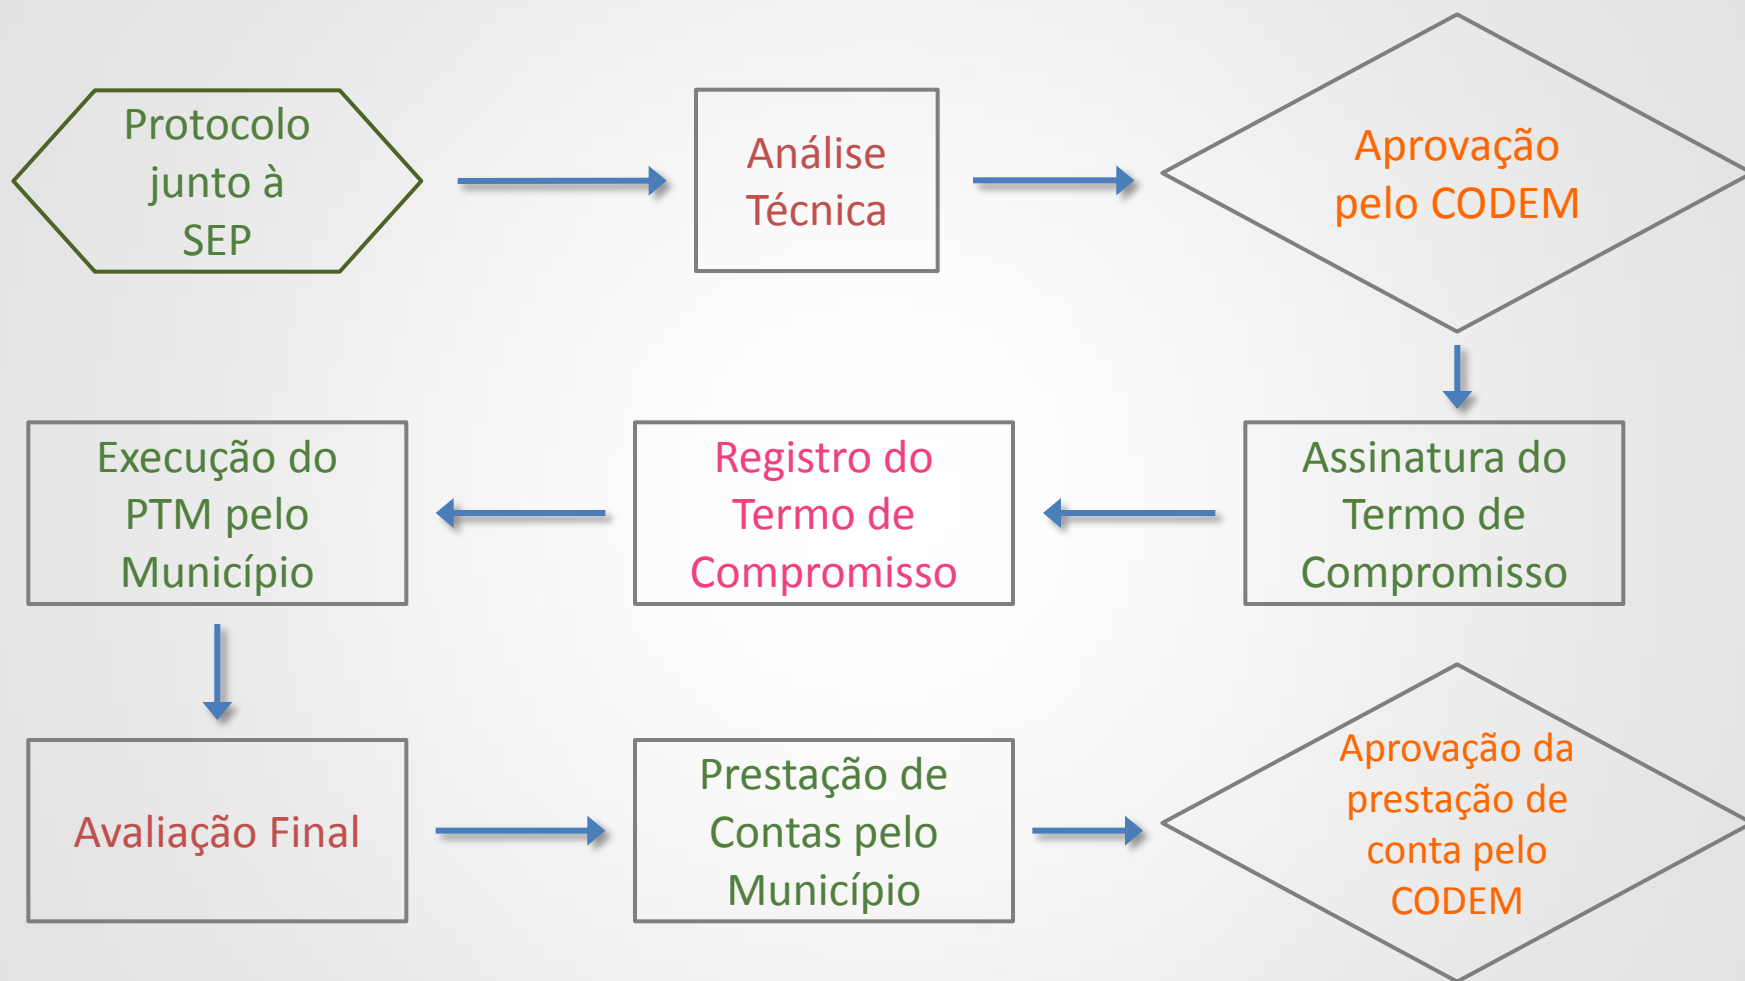 Protocolo
junto à
SEP
Análise
Técnica
Aprovação
pelo CODEM
Assinatura do
Termo de
Compromisso
Registro do
Termo de
Compromisso
Execução do
PTM pelo
Município
Avaliação Final
Prestação de
Contas pelo
Município
Aprovação da
prestação de
conta pelo
CODEM